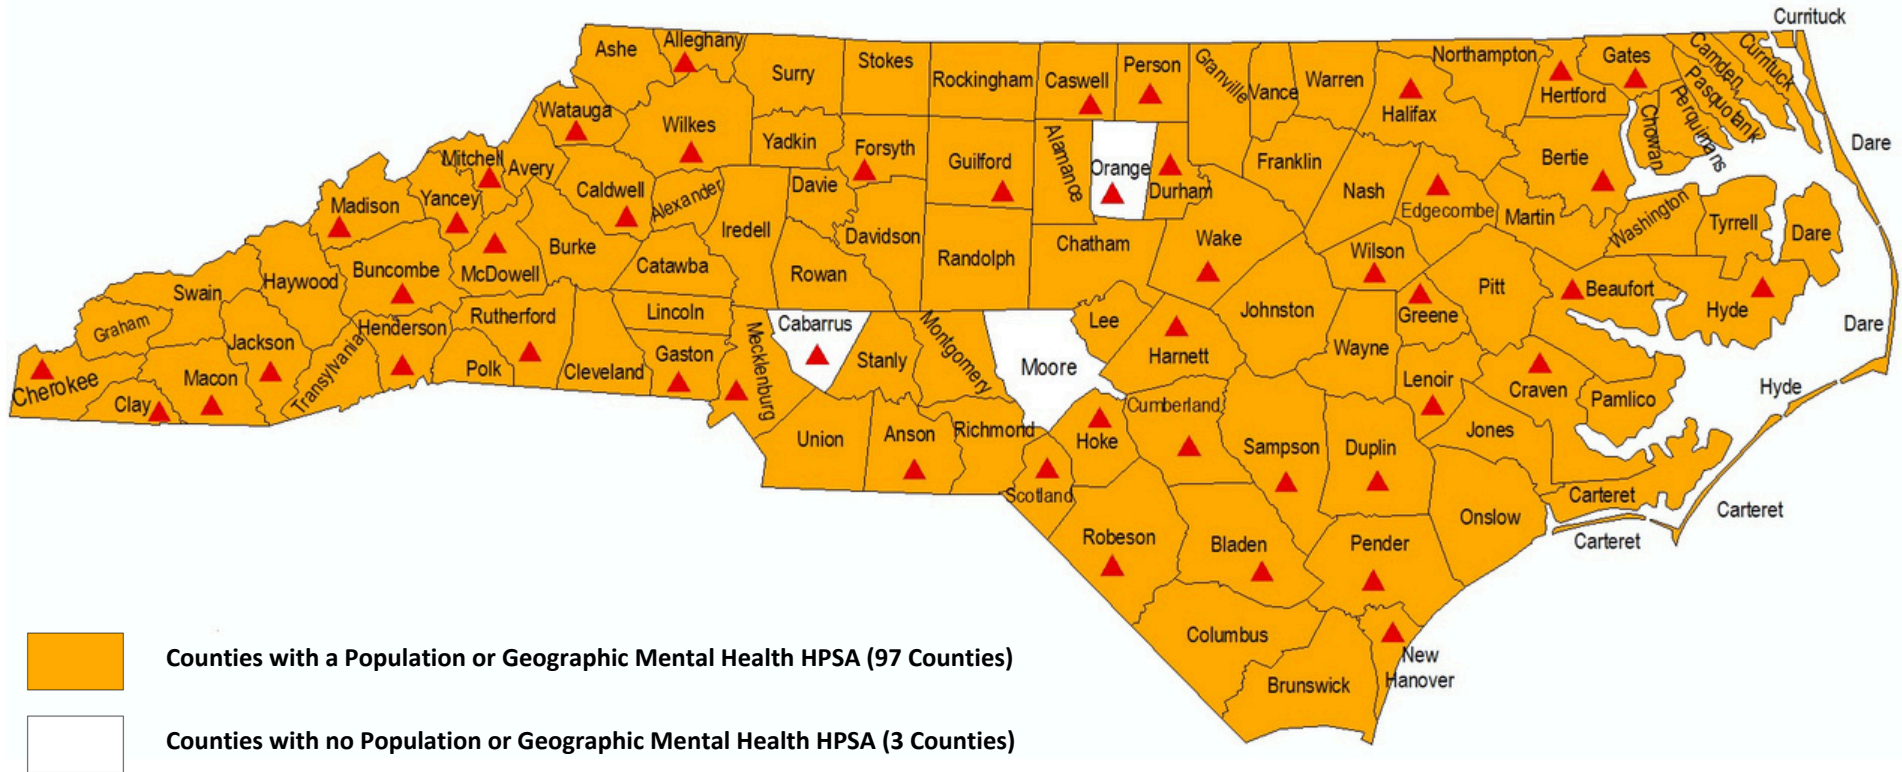 Currituck
Ashe
Alleghany
Surry
Stokes
Rockingham
Caswell
Person
Granville
Vance
Warren
Northampton
Halifax
Hertford
Gates
Camden
Currituck
Pasquotank
Perquimans
Chowan
Dare
Watauga
Wilkes
Yadkin
Forsyth
Guilford
Alamance
Orange
Durham
Franklin
Nash
Edgecombe
Bertie
Martin
Washington
Tyrrell
Dare
Mitchell
Avery
Yancey
Madison
Caldwell
Alexander
Davie
Iredell
Davidson
Randolph
Chatham
Wake
Wilson
Swain
Haywood
Buncombe
McDowell
Burke
Catawba
Rowan
Johnston
Pitt
Beaufort
Hyde
Dare
Graham
Jackson
Henderson
Rutherford
Lincoln
Cabarrus
Montgomery
Lee
Greene
Cherokee
Clay
Macon
Transylvania
Polk
Cleveland
Gaston
Mecklenburg
Stanly
Moore
Harnett
Wayne
Lenoir
Craven
Pamlico
Hyde
Union
Anson
Richmond
Hoke
Cumberland
Sampson
Duplin
Jones
Scotland
Carteret
Carteret
Carteret
Robeson
Bladen
Pender
Onslow
Columbus
Brunswick
New
Hanover
Counties with a Population or Geographic Mental Health HPSA (97 Counties)
Counties with no Population or Geographic Mental Health HPSA (3 Counties)